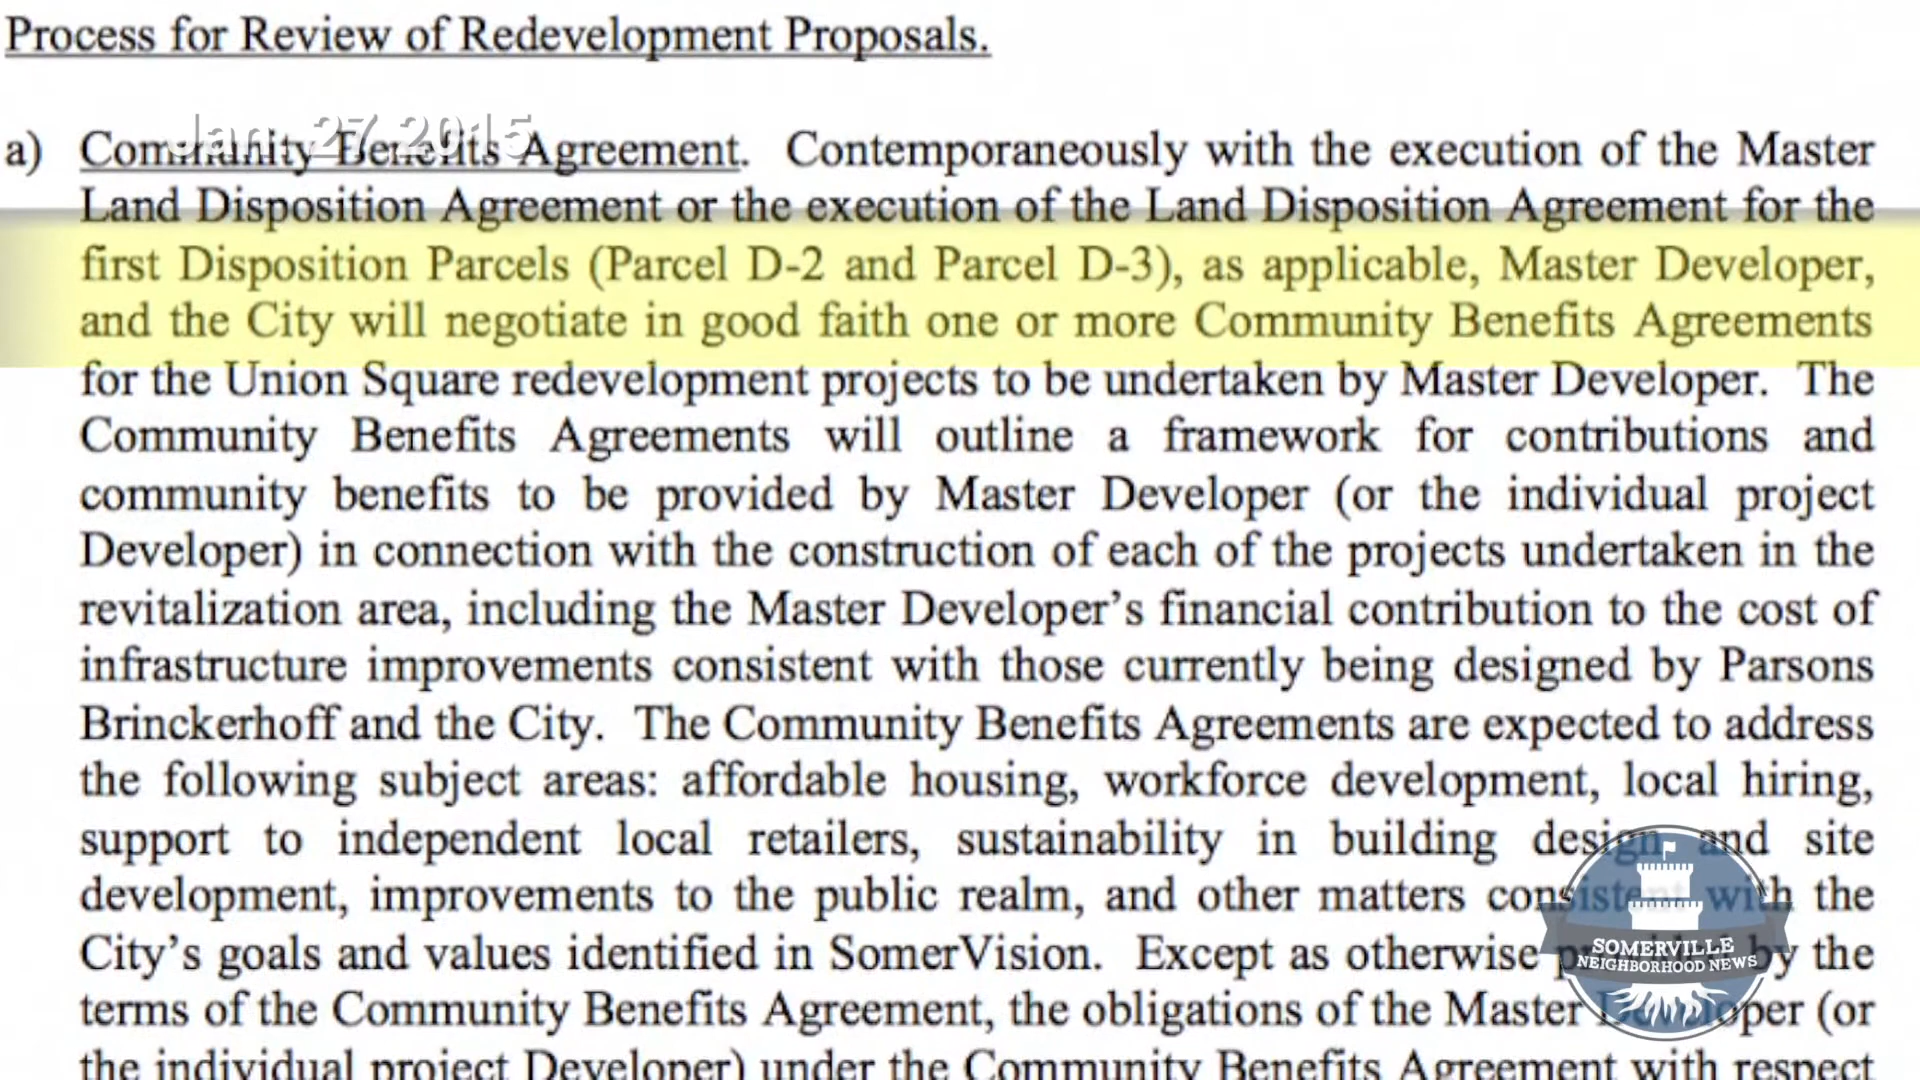 Process for Review of Redevelopment Proposals.
Jan. 27 2015
a) Community Benefits Agreement. Contemporaneously with the execution of the Master
Land Disposition Agreement or the execution of the Land Disposition Agreement for the
first Disposition Parcels (Parcel D-2 and Parcel D-3), as applicable, Master Developer,
and the City will negotiate in good faith one or more Community Benefits Agreements
for the Union Square redevelopment projects to be undertaken by Master Developer. The
Community Benefits Agreements will outline a framework for contributions and
community benefits to be provided by Master Developer (or the individual project
Developer) in connection with the construction of each of the projects undertaken in the
revitalization area, including the Master Developer’s financial contribution to the cost of
infrastructure improvements consistent with those currently being designed by Parsons
Brinckerhoff and the City. The Community Benefits Agreements are expected to address
the following subject areas: affordable housing, workforce development, local hiring,
support to independent local retailers, sustainability in building design and site
development, improvements to the public realm, and other matters consistent with the
City’s goals and values identified in SomerVision. Except as otherwise provided by the
terms of the Community Benefits Agreement, the obligations of the Master Developer (or
the individual project Developer) under the Community Benefits Agreement with respect
SOMERVILLE
NEIGHBORHOOD NEWS